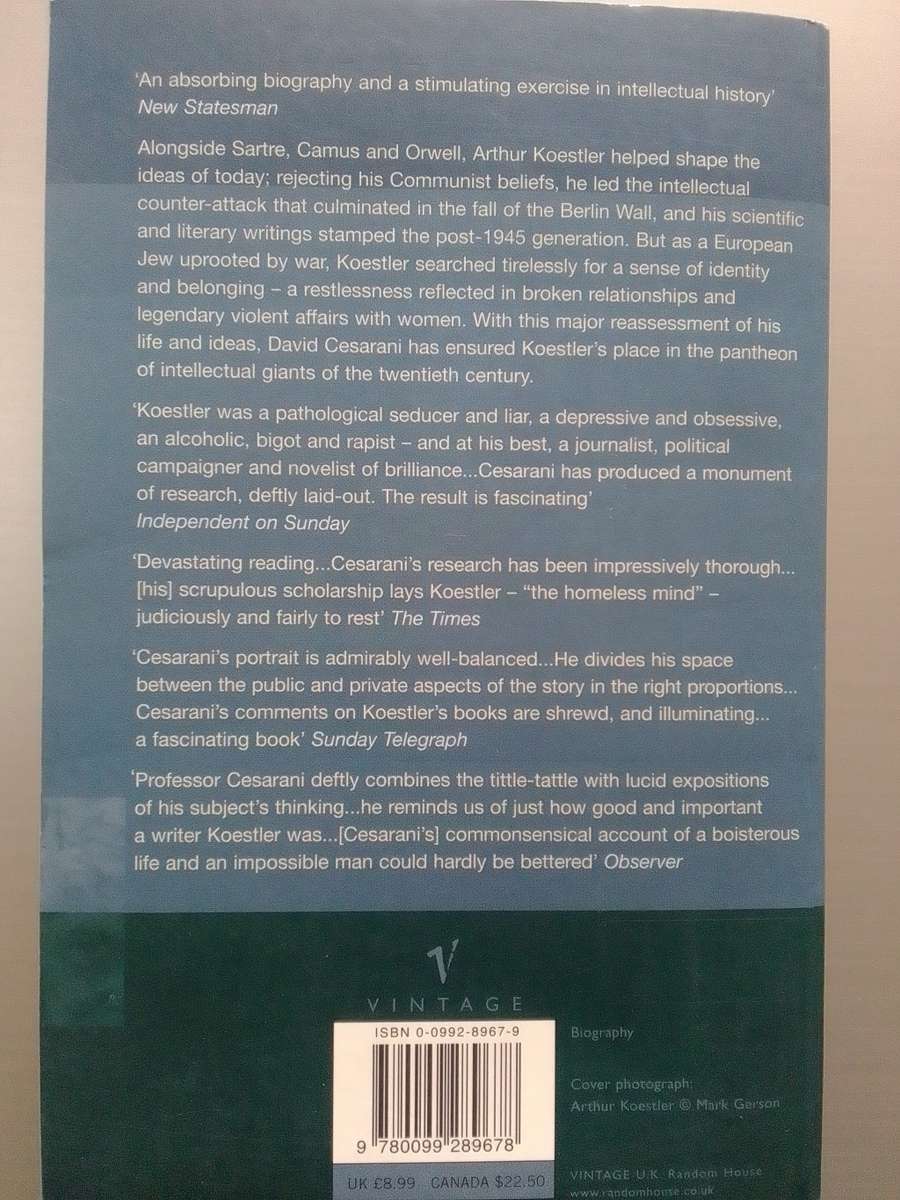 ‘An absorbing biography and a stimulating exercise in intellectual history’
New Statesman
Alongside Sartre, Camus and Orwell, Arthur Koestler helped shape the
ideas of today; rejecting his Communist beliefs, he led the intellectual
counter-attack that culminated in the fall of the Berlin Wall, and his scientific
and literary writings stamped the post-1945 generation. But as a European
Jew uprooted by war, Koestler searched tirelessly for a sense of identity
and belonging – a restlessness reflected in broken relationships and
legendary violent affairs with women. With this major reassessment of his
life and ideas, David Cesarani has ensured Koestler’s place in the pantheon
of intellectual giants of the twentieth century.
‘Koestler was a pathological seducer and liar, a depressive and obsessive,
an alcoholic, bigot and rapist – and at his best, a journalist, political
campaigner and novelist of brilliance...Cesarani has produced a monument
of research, deftly laid-out. The result is fascinating’
Independent on Sunday
‘Devastating reading...Cesarani’s research has been impressively thorough...
[his] scrupulous scholarship lays Koestler – “the homeless mind” –
judiciously and fairly to rest’ The Times
‘Cesarani’s portrait is admirably well-balanced...He divides his space
between the public and private aspects of the story in the right proportions...
Cesarani’s comments on Koestler’s books are shrewd, and illuminating...
a fascinating book’ Sunday Telegraph
‘Professor Cesarani deftly combines the tittle-tattle with lucid expositions
of his subject’s thinking...he reminds us of just how good and important
a writer Koestler was...[Cesarani’s] commonsensical account of a boisterous
life and an impossible man could hardly be bettered’ Observer
V
VINTAGE
ISBN 0-0992-8967-9
9 780099 289678
UK £8.99 CANADA $22.50
Biography
Cover photograph:
Arthur Koestler © Mark Gerson
VINTAGE U.K. Random House
www.randomhouse.co.uk